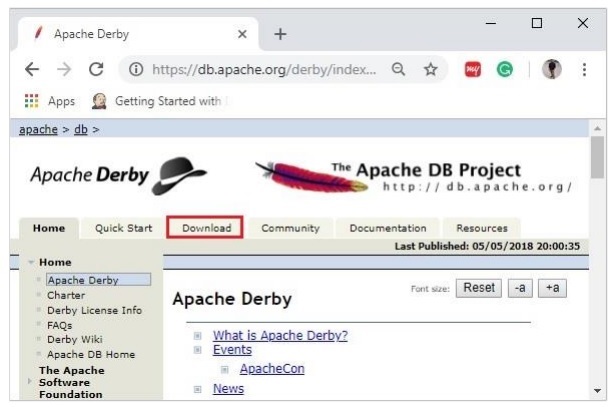 Apache Derby
https://db.apache.org/derby/index...
Apps Getting Started with
apache > db >
Apache Derby
The Apache DB Project
http://db.apache.org/
Home Quick Start Download Community Documentation Resources
Last Published: 05/05/2018 20:00:35
Home
Apache Derby
Charter
Derby License Info
FAQs
Derby Wiki
Apache DB Home
The Apache
Software
Foundation
Apache Derby
Font size: Reset -a +a
What is Apache Derby?
Events
ApacheCon
News